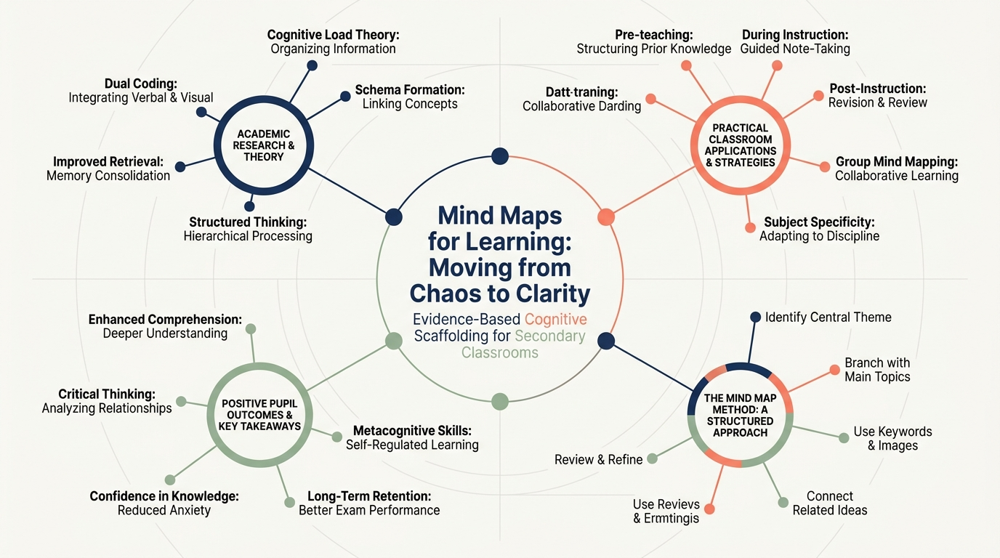 Cognitive Load Theory:
Organizing Information
Dual Coding:
Integrating Verbal & Visual
Schema Formation:
Linking Concepts
ACADEMIC
RESEARCH &
THEORY
Improved Retrieval:
Memory Consolidation
Structured Thinking:
Hierarchical Processing
Pre-teaching:
Structuring Prior Knowledge
During Instruction:
Guided Note-Taking
Datt-traning:
Collaborative Darding
Post-Instruction:
Revision & Review
PRACTICAL
CLASSROOM
APPLICATIONS
& STRATEGIES
Group Mind Mapping:
Collaborative Learning
Subject Specificity:
Adapting to Discipline
Mind Maps
for Learning:
Moving from
Chaos to Clarity
Evidence-Based Cognitive
Scaffolding for Secondary
Classrooms
Enhanced Comprehension:
Deeper Understanding
Critical Thinking:
Analyzing Relationships
POSITIVE PUPIL
OUTCOMES &
KEY TAKEAWAYS
Metacognitive Skills:
Self-Regulated Learning
Confidence in Knowledge:
Reduced Anxiety
Long-Term Retention:
Better Exam Performance
Identify Central Theme
Branch with
Main Topics
THE MIND MAP
METHOD: A
STRUCTURED
APPROACH
Use Keywords
& Images
Review & Refine
Connect
Related Ideas
Use Revievs
& Ermtingis